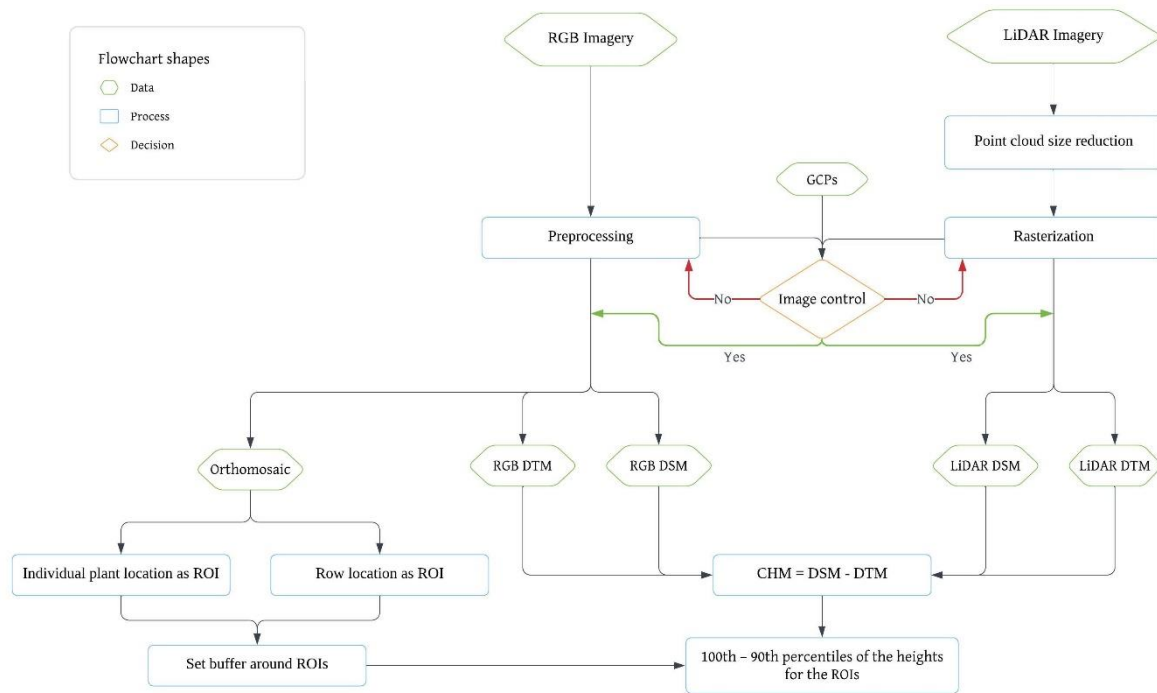 RGB Imagery
LiDAR Imagery
Flowchart shapes
Data
Process
Decision
Point cloud size reduction
GCPs
Preprocessing
Rasterization
Image control
No
No
Yes
Yes
Orthomosaic
RGB DTM
RGB DSM
LiDAR DSM
LiDAR DTM
Individual plant location as ROI
Row location as ROI
CHM = DSM - DTM
Set buffer around ROIs
100th – 90th percentiles of the heights
for the ROIs